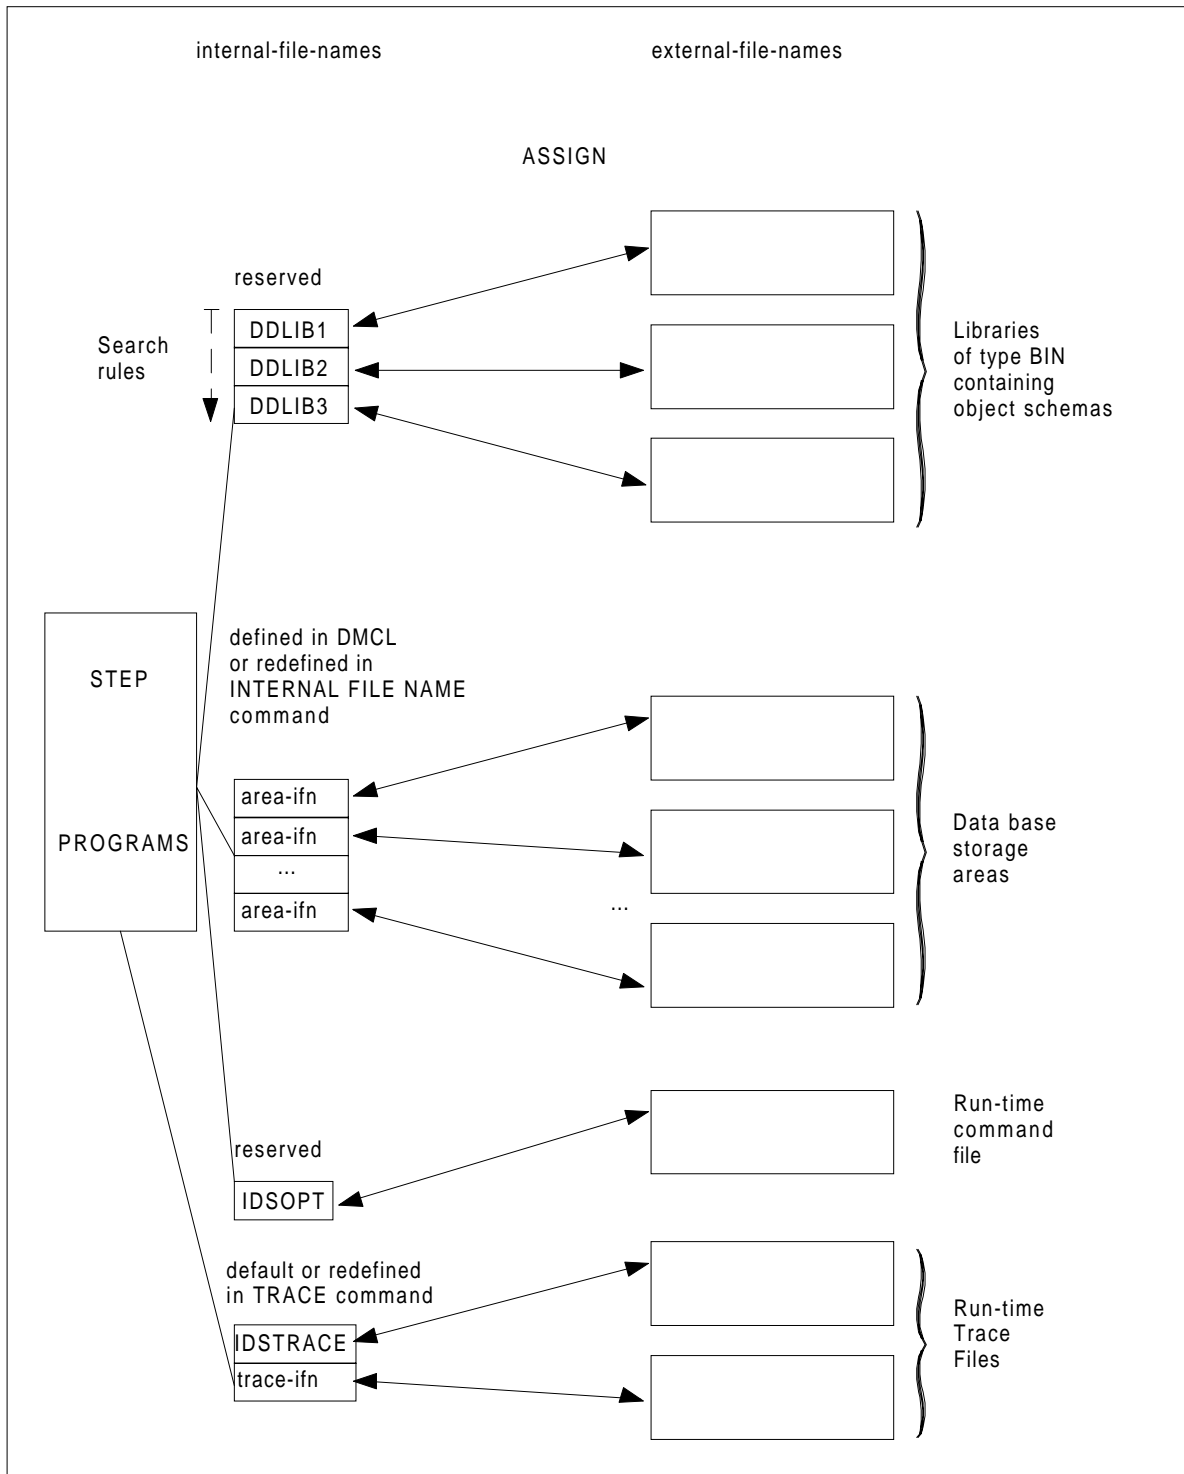 internal-file-names
external-file-names
ASSIGN
reserved
Search
rules
DDLIB1
DDLIB2
DDLIB3
Libraries
of type BIN
containing
object schemas
STEP
PROGRAMS
defined in DMCL
or redefined in
INTERNAL FILE NAME
command
area-ifn
area-ifn
...
area-ifn
...
Data base
storage
areas
reserved
IDSOPT
Run-time
command
file
default or redefined
in TRACE command
IDSTRACE
trace-ifn
Run-time
Trace
Files